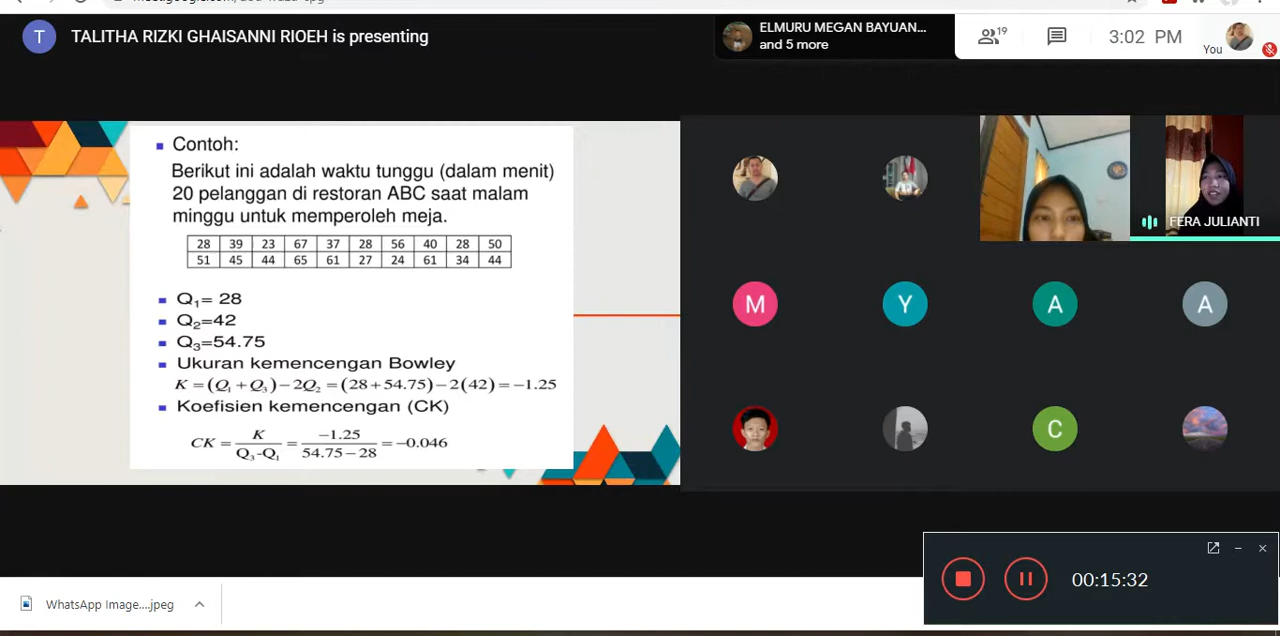 TALITHA RIZKI GHAISANNI RIOEH is presenting
ELMURU MEGAN BAYUAN...
and 5 more
19
3:02 PM
You
T
Contoh:
Berikut ini adalah waktu tunggu (dalam menit)
20 pelanggan di restoran ABC saat malam
minggu untuk memperoleh meja.
28 39 23 67 37 28 56 40 28 50
51 45 44 65 61 27 24 61 34 44
Q₁= 28
Q₂=42
Q₃=54.75
Ukuran kemencengan Bowley
K = (Q₁ + Q₃) − 2Q₂ = (28 + 54.75) − 2(42) = −1.25
Koefisien kemencengan (CK)
CK = K / Q₃-Q₁ = −1.25 / 54.75 − 28 = −0.046
FERA JULIANTI
M
Y
A
A
C
00:15:32
WhatsApp Image....jpeg